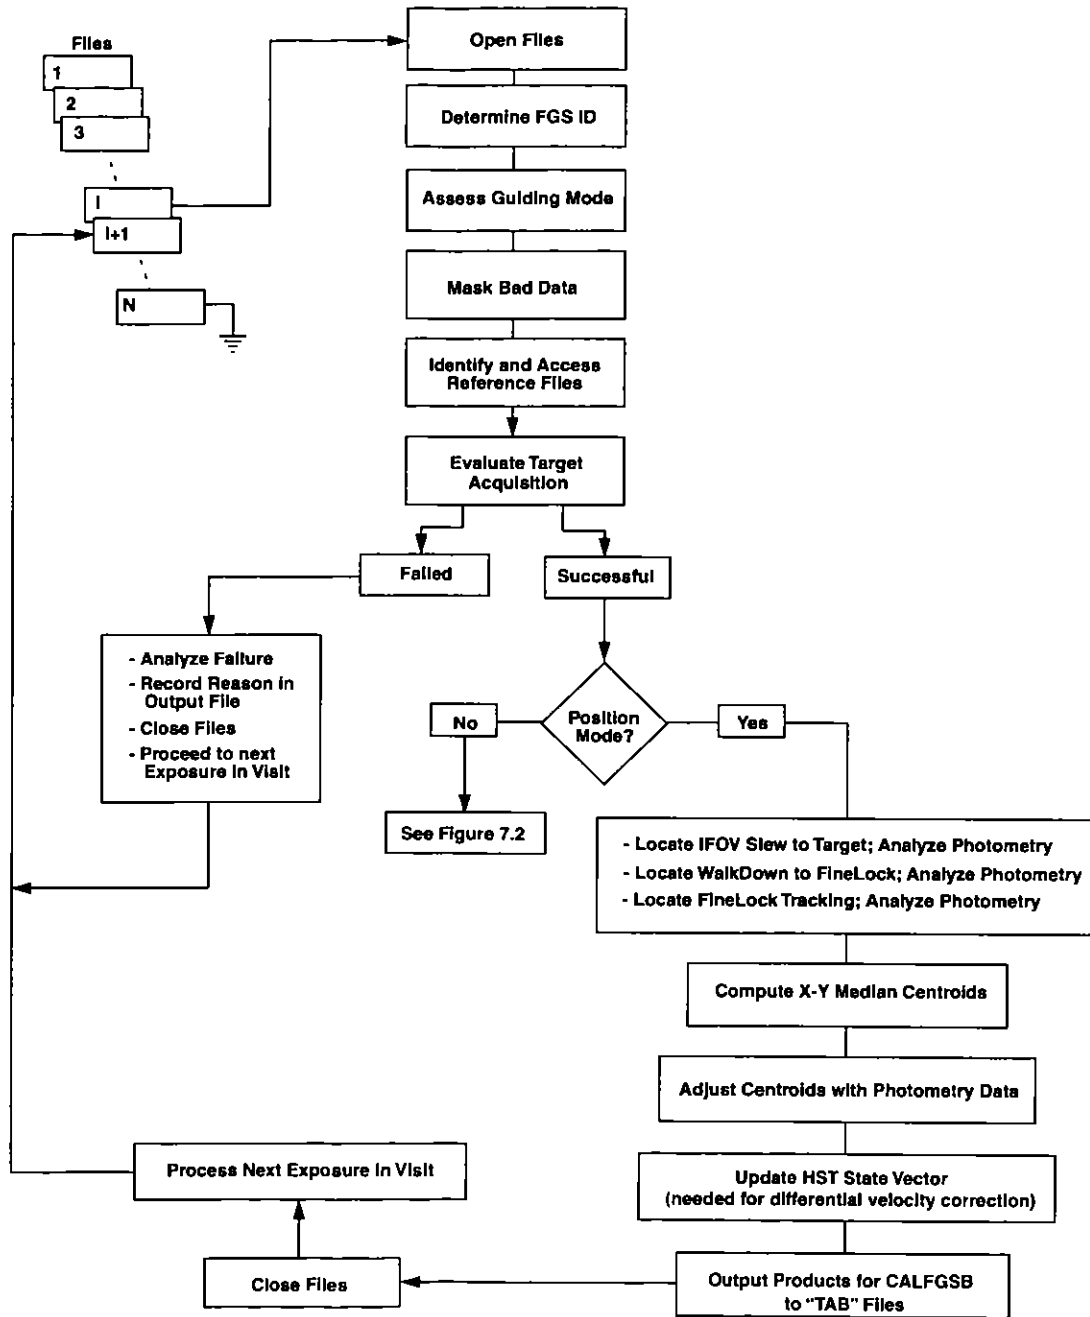 Files
1
2
3
I
I+1
N
Open Files
Determine FGS ID
Assess Guiding Mode
Mask Bad Data
Identify and Access
Reference Files
Evaluate Target
Acquisition
Failed
Successful
- Analyze Failure
- Record Reason in
Output File
- Close Files
- Proceed to next
Exposure in Visit
Position
Mode?
No
Yes
See Figure 7.2
- Locate IFOV Slew to Target; Analyze Photometry
- Locate WalkDown to FineLock; Analyze Photometry
- Locate FineLock Tracking; Analyze Photometry
Compute X-Y Median Centroids
Adjust Centroids with Photometry Data
Update HST State Vector
(needed for differential velocity correction)
Output Products for CALFGSB
to "TAB" Files
Close Files
Process Next Exposure in Visit